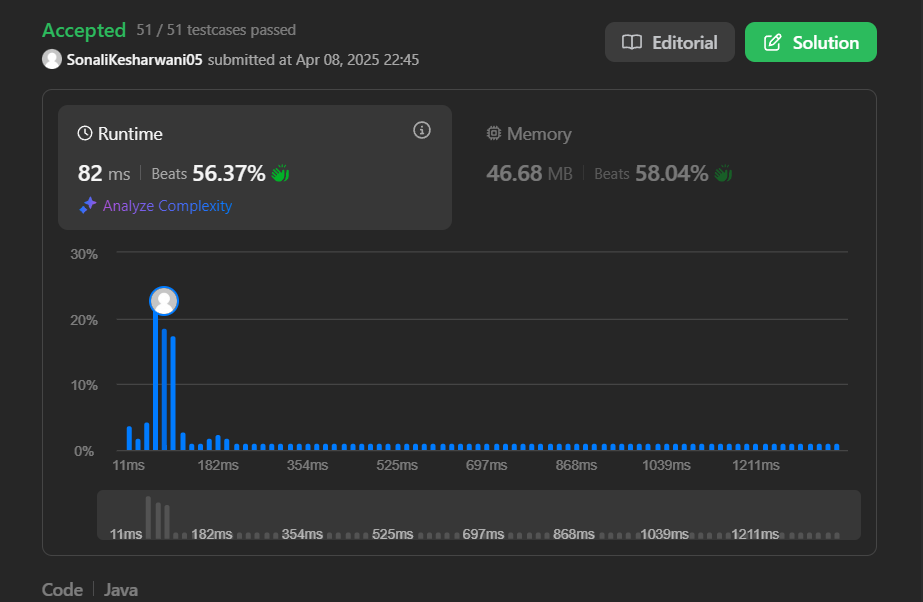 Accepted 51 / 51 testcases passed
SonaliKesharwani05 submitted at Apr 08, 2025 22:45
Editorial
Solution
Runtime
82 ms Beats 56.37%
Analyze Complexity
Memory
46.68 MB Beats 58.04%
30%
20%
10%
0%
11ms 182ms 354ms 525ms 697ms 868ms 1039ms 1211ms
11ms 182ms 354ms 525ms 697ms 868ms 1039ms 1211ms
Code Java